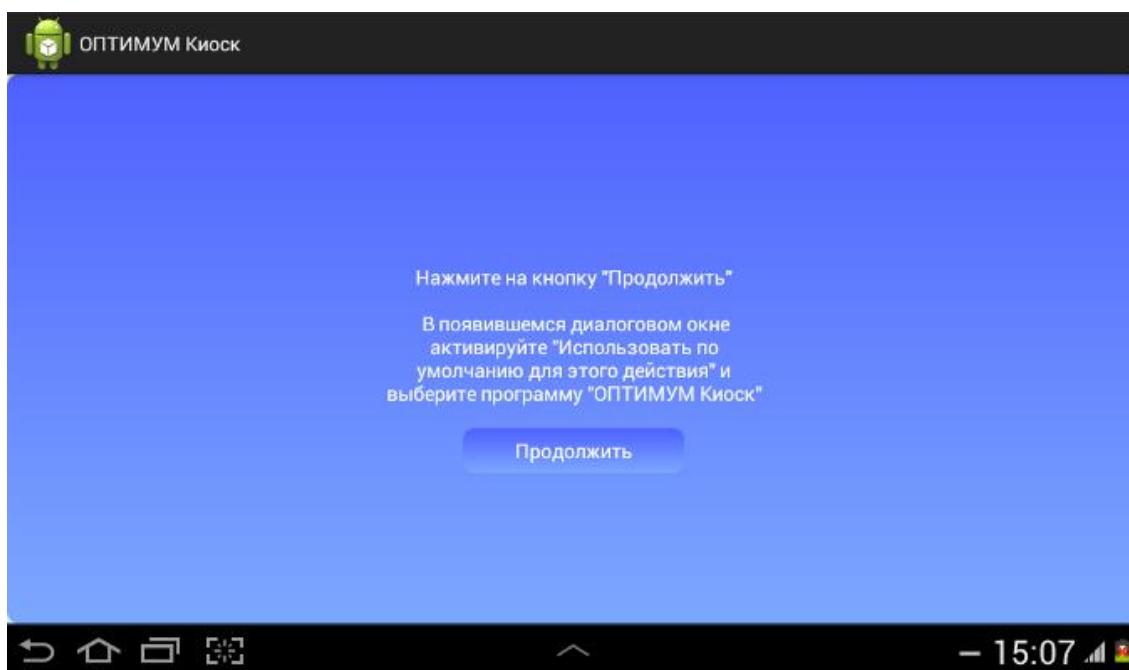 ОПТИМУМ Киоск
Нажмите на кнопку "Продолжить"
В появившемся диалоговом окне
активируйте "Использовать по
умолчанию для этого действия" и
выберите программу "ОПТИМУМ Киоск"
Продолжить
15:07